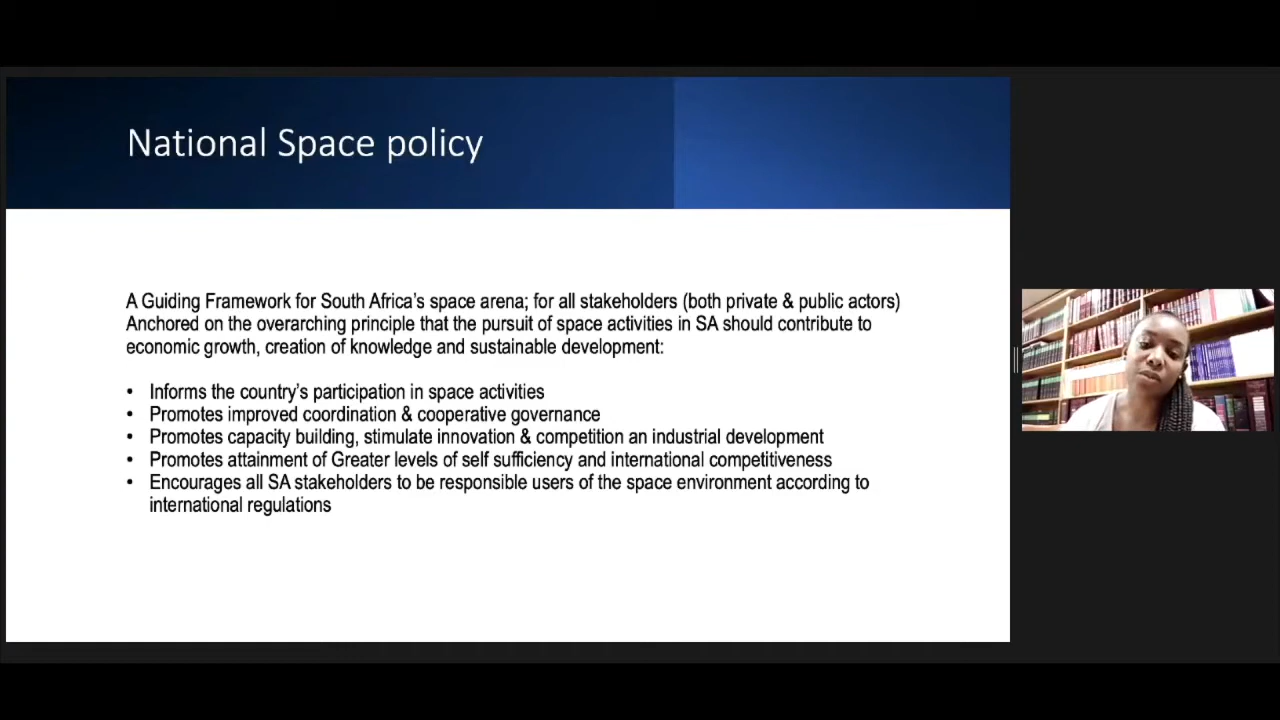 National Space policy
A Guiding Framework for South Africa's space arena; for all stakeholders (both private & public actors)
Anchored on the overarching principle that the pursuit of space activities in SA should contribute to
economic growth, creation of knowledge and sustainable development:
• Informs the country's participation in space activities
• Promotes improved coordination & cooperative governance
• Promotes capacity building, stimulate innovation & competition an industrial development
• Promotes attainment of Greater levels of self sufficiency and international competitiveness
• Encourages all SA stakeholders to be responsible users of the space environment according to
international regulations